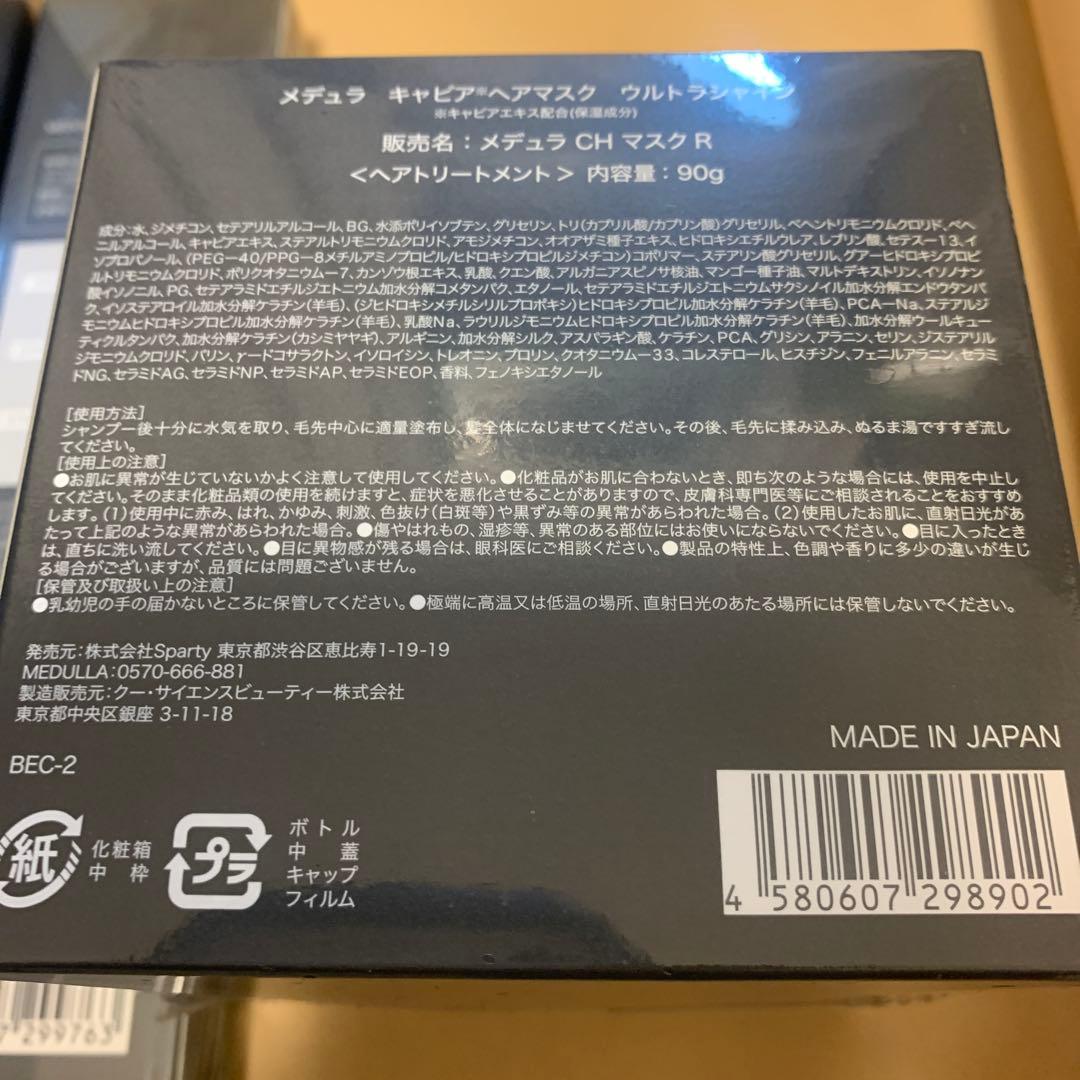 メデュラ キャビア※ヘアマスク ウルトラシャイン
※キャビアエキス配合(保湿成分)
販売名：メデュラ CH マスク R
＜ヘアトリートメント＞ 内容量：90g
成分:水、ジメチコン、セテアリルアルコール、BG、水添ポリイソブテン、グリセリン、トリ(カプリル酸/カプリン酸)グリセリル、ベヘントリモニウムクロリド、ベヘ
ニルアルコール、キャビアエキス、ステアルトリモニウムクロリド、アモジメチコン、オオアザミ種子エキス、ヒドロキシエチルウレア、レブリン酸、セテスー13、イ
ソプロパノール、(PEG-40/PPG-8メチルアミノプロピル/ヒドロキシプロピルジメチコン)コポリマー、ステアリン酸グリセリル、グアーヒドロキシプロピ
ルトリモニウムクロリド、ポリクオタニウムー7、カンゾウ根エキス、乳酸、クエン酸、アルガニアスピノサ核油、マンゴー種子油、マルトデキストリン、イソノナン
酸イソノニル、PG、セテアラミドエチルジエトニウム加水分解コメタンパク、エタノール、セテアラミドエチルジエトニウムサクシノイル加水分解エンドウタンパ
ク、イソステアロイル加水分解ケラチン(羊毛)、(ジヒドロキシメチルシリルプロポキシ)ヒドロキシプロピル加水分解ケラチン(羊毛)、PCA-Na、ステアルジ
モニウムヒドロキシプロピル加水分解ケラチン(羊毛)、乳酸Na、ラウリルジモニウムヒドロキシプロピル加水分解ケラチン(羊毛)、加水分解ウールキュー
ティクルタンパク、加水分解ケラチン(カシミヤヤギ)、アルギニン、加水分解シルク、アスパラギン酸、ケラチン、PCA、グリシン、アラニン、セリン、ジステアリル
ジモニウムクロリド、バリン、γードコサラクトン、イソロイシン、トレオニン、プロリン、クオタニウムー33、コレステロール、ヒスチジン、フェニルアラニン、セラミ
ドNG、セラミドAG、セラミドNP、セラミドAP、セラミドEOP、香料、フェノキシエタノール
［使用方法］
シャンプー後十分に水気を取り、毛先中心に適量塗布し、髪全体になじませてください。その後、毛先に揉み込み、ぬるま湯ですすぎ流し
てください。
［使用上の注意］
●お肌に異常が生じていないかよく注意して使用してください。●化粧品がお肌に合わないとき、即ち次のような場合には、使用を中止し
てください。そのまま化粧品類の使用を続けますと、症状を悪化させることがありますので、皮膚科専門医等にご相談されることをおすすめ
します。(1)使用中に赤み、はれ、かゆみ、刺激、色抜け(白斑等)や黒ずみ等の異常があらわれた場合。(2)使用したお肌に、直射日光があ
たって上記のような異常があらわれた場合。●傷やはれもの、湿疹等、異常のある部位にはお使いにならないでください。●目に入ったとき
は、直ちに洗い流してください。●目に異物感が残る場合は、眼科医にご相談ください。●製品の特性上、色調や香りに多少の違いが生じ
る場合がございますが、品質には問題ございません。
［保管及び取扱い上の注意］
●乳幼児の手の届かないところに保管してください。●極端に高温又は低温の場所、直射日光のあたる場所には保管しないでください。
発売元：株式会社Sparty 東京都渋谷区恵比寿1-19-19
MEDULLA：0570-666-881
製造販売元：クー・サイエンスビューティー株式会社
東京都中央区銀座 3-11-18
MADE IN JAPAN
BEC-2
紙
化粧箱
中 枠
プラ
ボトル
中 蓋
キャップ
フィルム
4 580607 298902
7 299763